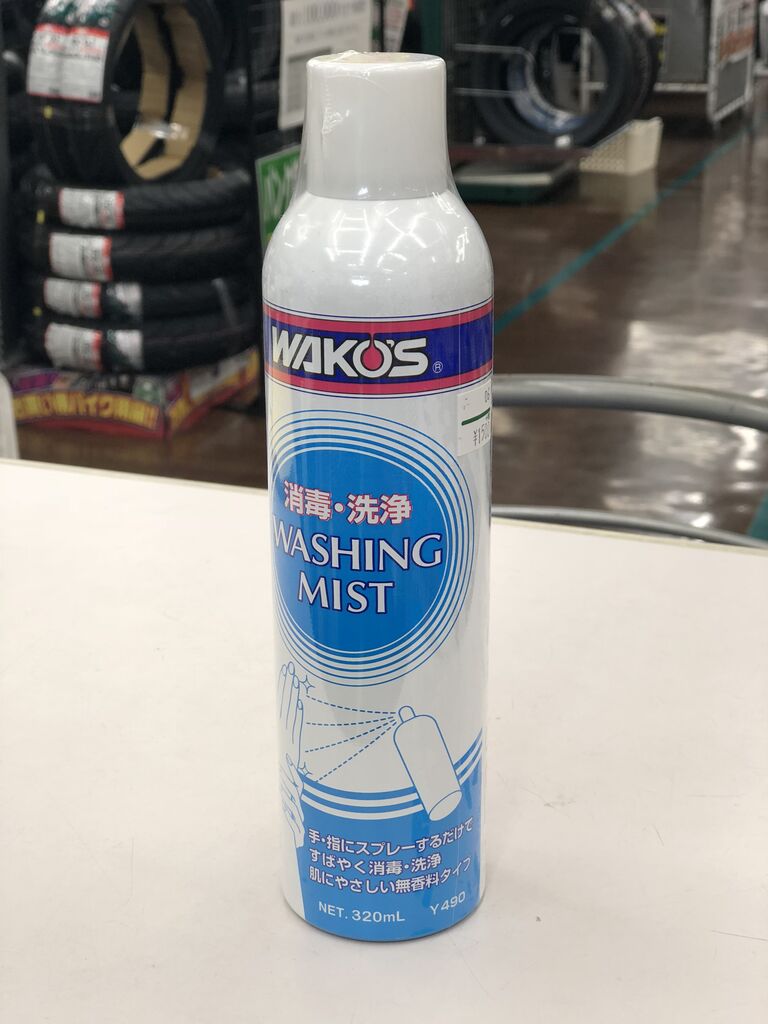 WAKO'S®
¥150
消毒・洗浄
WASHING
MIST
手・指にスプレーするだけで
すばやく消毒・洗浄
肌にやさしい無香料タイプ
NET. 320mL Y490